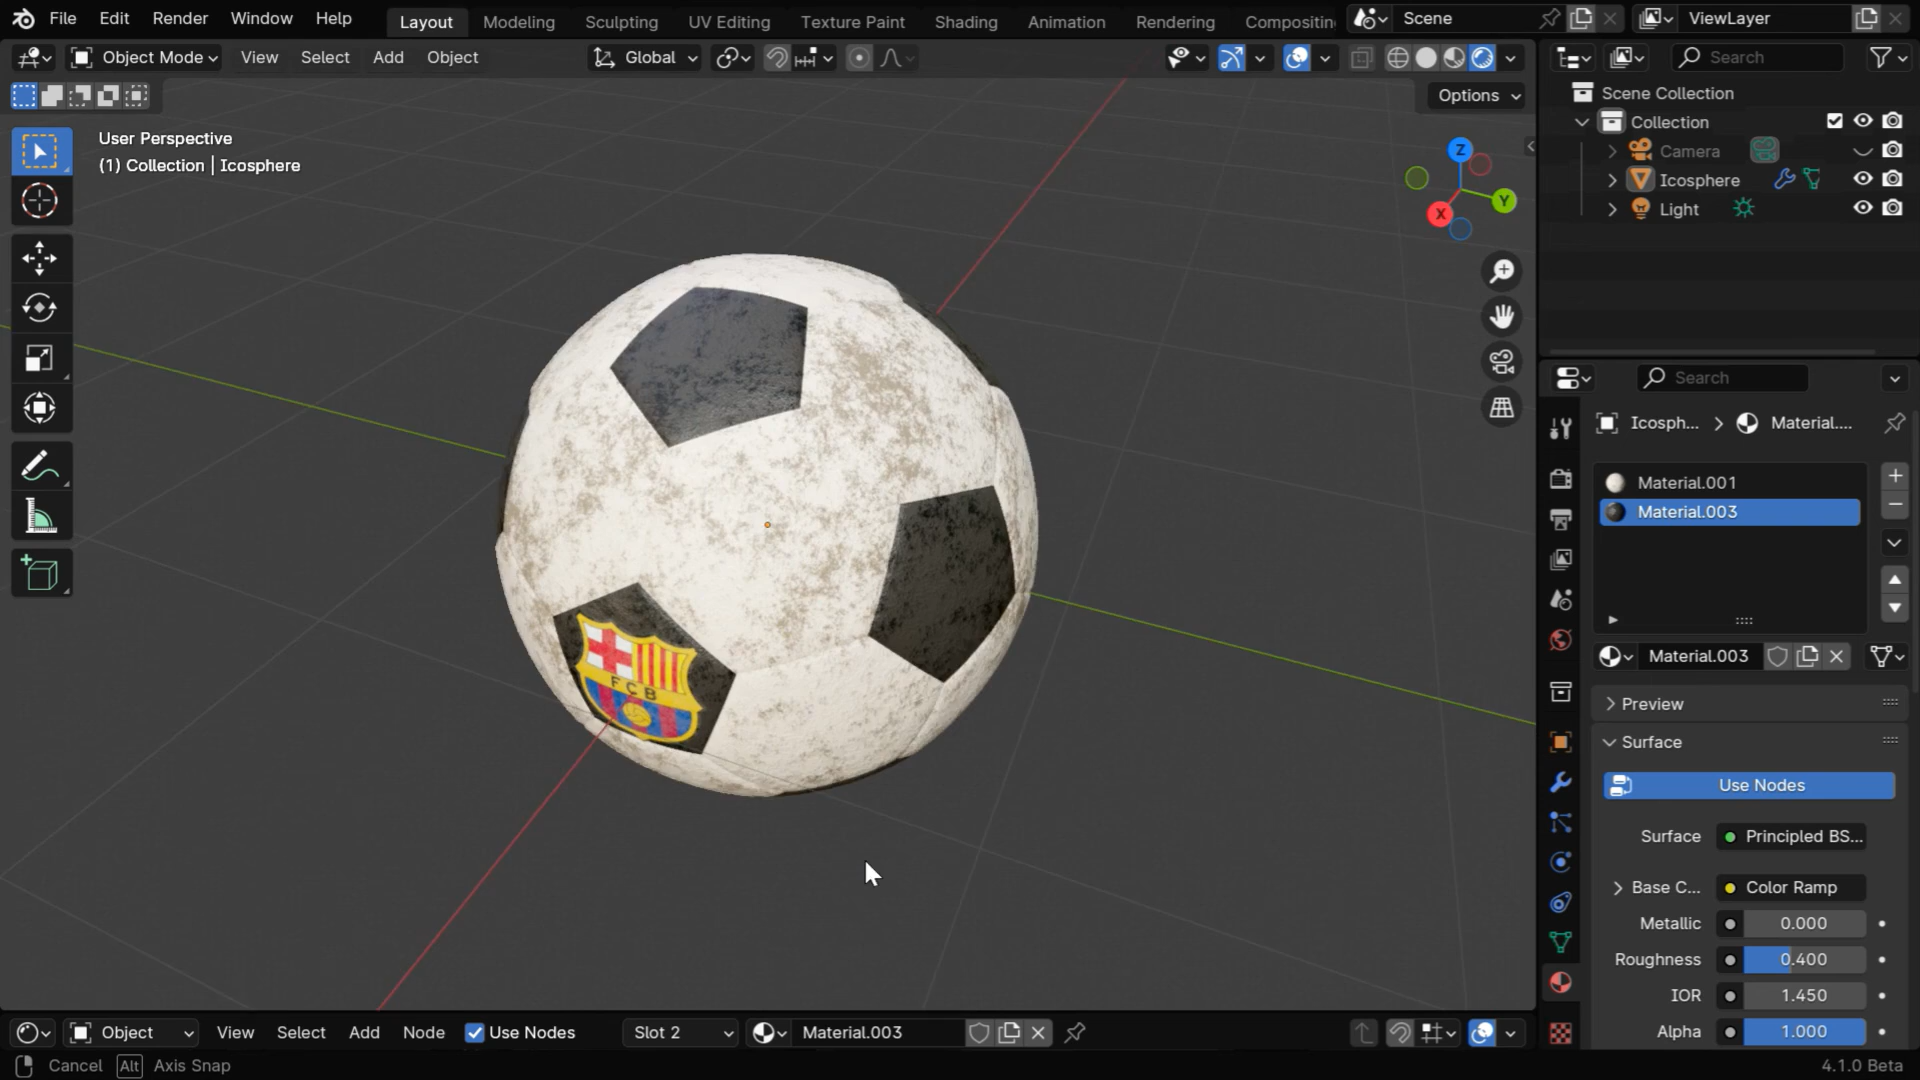 File Edit Render Window Help Layout Modeling Sculpting UV Editing Texture Paint Shading Animation Rendering Compositin Scene ViewLayer
Object Mode View Select Add Object Global Search
Options
Scene Collection
Collection
Camera
Icosphere
Light
User Perspective
(1) Collection | Icosphere
Z
Y
X
FCB
Search
Icosph... > Material....
Material.001
Material.003
Material.003
Preview
Surface
Use Nodes
Surface Principled BS...
Base C... Color Ramp
Metallic 0.000
Roughness 0.400
IOR 1.450
Alpha 1.000
Object View Select Add Node Use Nodes Slot 2 Material.003
Cancel Alt Axis Snap 4.1.0 Beta